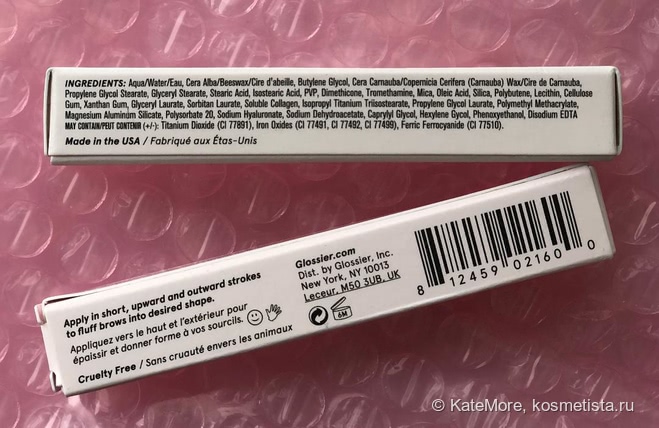 INGREDIENTS: Aqua/Water/Eau, Cera Alba/Beeswax/Cire d'abeille, Butylene Glycol, Cera Carnauba/Copernicia Cerifera (Carnauba) Wax/Cire de Carnauba,
Propylene Glycol Stearate, Glyceryl Stearate, Stearic Acid, Isostearic Acid, PVP, Dimethicone, Tromethamine, Mica, Oleic Acid, Silica, Polybutene, Lecithin, Cellulose
Gum, Xanthan Gum, Glyceryl Laurate, Sorbitan Laurate, Soluble Collagen, Isopropyl Titanium Triisostearate, Propylene Glycol Laurate, Polymethyl Methacrylate,
Magnesium Aluminum Silicate, Polysorbate 20, Sodium Hyaluronate, Sodium Dehydroacetate, Caprylyl Glycol, Hexylene Glycol, Phenoxyethanol, Disodium EDTA
MAY CONTAIN/PEUT CONTENIR (+/-): Titanium Dioxide (CI 77891), Iron Oxides (CI 77491, CI 77492, CI 77499), Ferric Ferrocyanide (CI 77510).
Made in the USA / Fabriqué aux États-Unis
Apply in short, upward and outward strokes
to fluff brows into desired shape.
Appliquez vers le haut et l'extérieur pour
épaissir et donner forme à vos sourcils.
Cruelty Free / Sans cruauté envers les animaux
Glossier.com
Dist. by Glossier, Inc.
New York, NY 10013
Leceur, M50 3UB, UK
6M
8 12459 02160 0
© KateMore, kosmetista.ru